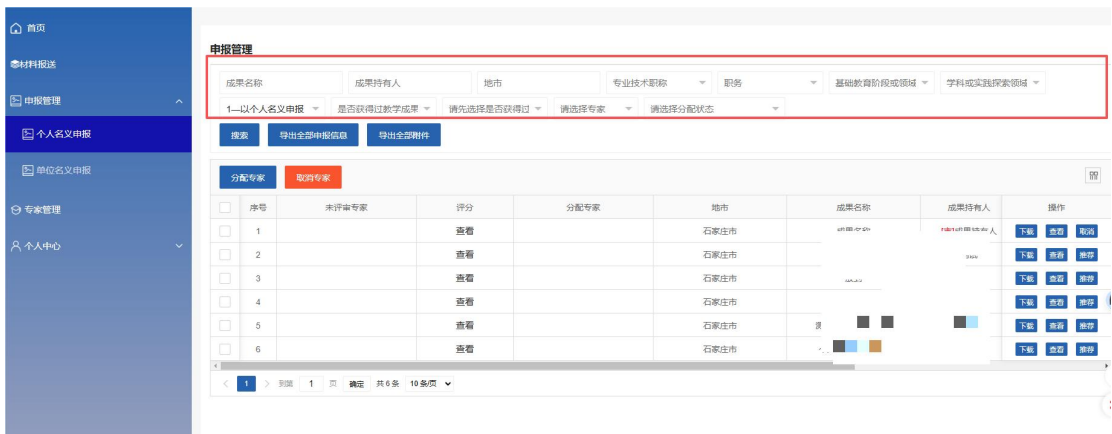 首页
材料报送
申报管理
个人名义申报
单位名义申报
专家管理
个人中心
申报管理
成果名称 成果持有人 地市 专业技术职称 职务 基础教育阶段或领域 学科或实践探索领域
1—以个人名义申报 是否获得过教学成果 请先选择是否获得过 请选择专家 请选择分配状态
搜索 导出全部申报信息 导出全部附件
分配专家 取消专家
序号 未评审专家 评分 分配专家 地市 成果名称 成果持有人 操作
1 查看 石家庄市 成果名称 成果持有人 下载 查看 取消
2 查看 石家庄市 下载 查看 推荐
3 查看 石家庄市 下载 查看 推荐
4 查看 石家庄市 下载 查看 推荐
5 查看 石家庄市 下载 查看 推荐
6 查看 石家庄市 下载 查看 推荐
1 到第 1 页 确定 共 6 条 10 条/页